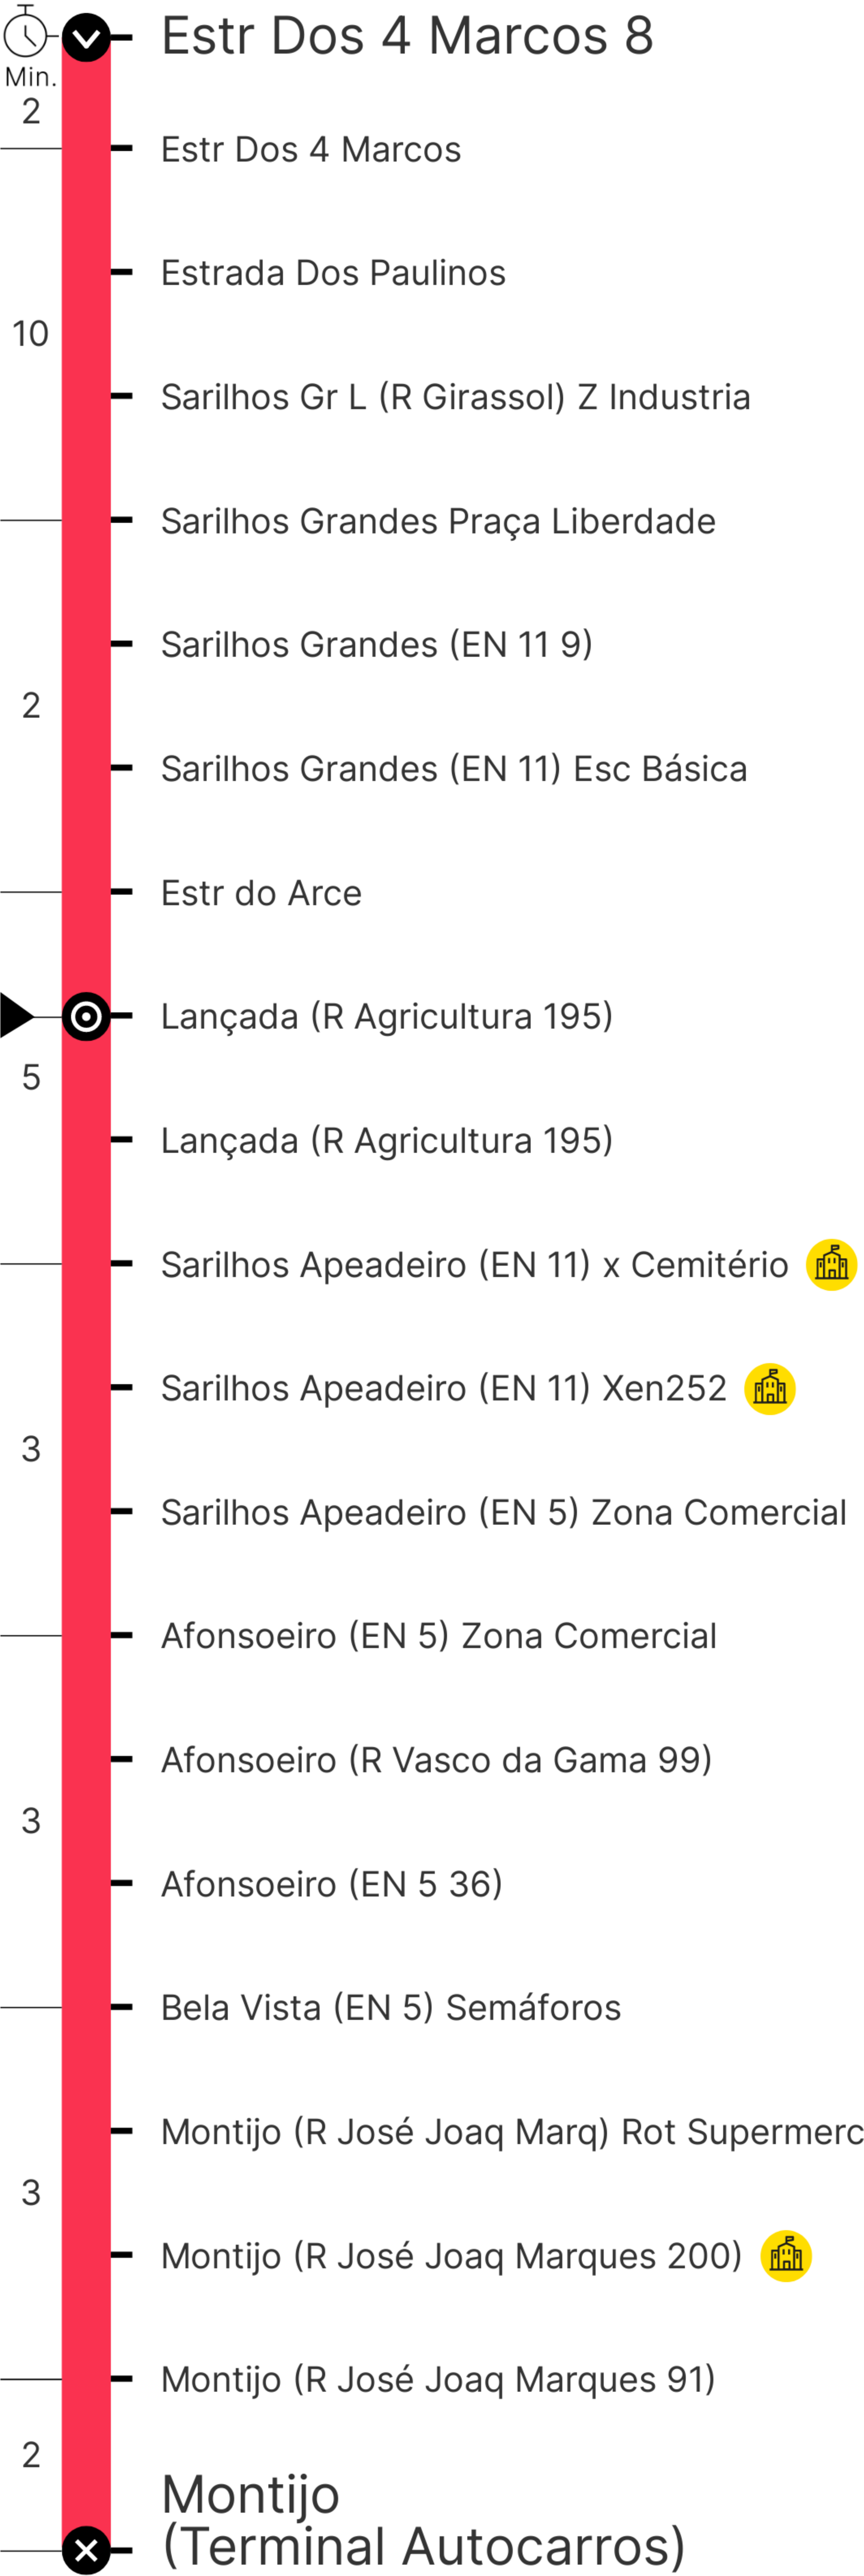 Estr Dos 4 Marcos 8
Min.
2
Estr Dos 4 Marcos
Estrada Dos Paulinos
10
Sarilhos Gr L (R Girassol) Z Industria
Sarilhos Grandes Praça Liberdade
Sarilhos Grandes (EN 11 9)
2
Sarilhos Grandes (EN 11) Esc Básica
Estr do Arce
Lançada (R Agricultura 195)
5
Lançada (R Agricultura 195)
Sarilhos Apeadeiro (EN 11) x Cemitério
Sarilhos Apeadeiro (EN 11) Xen252
3
Sarilhos Apeadeiro (EN 5) Zona Comercial
Afonsoeiro (EN 5) Zona Comercial
Afonsoeiro (R Vasco da Gama 99)
3
Afonsoeiro (EN 5 36)
Bela Vista (EN 5) Semáforos
Montijo (R José Joaq Marq) Rot Supermerc
3
Montijo (R José Joaq Marques 200)
Montijo (R José Joaq Marques 91)
2
Montijo
(Terminal Autocarros)